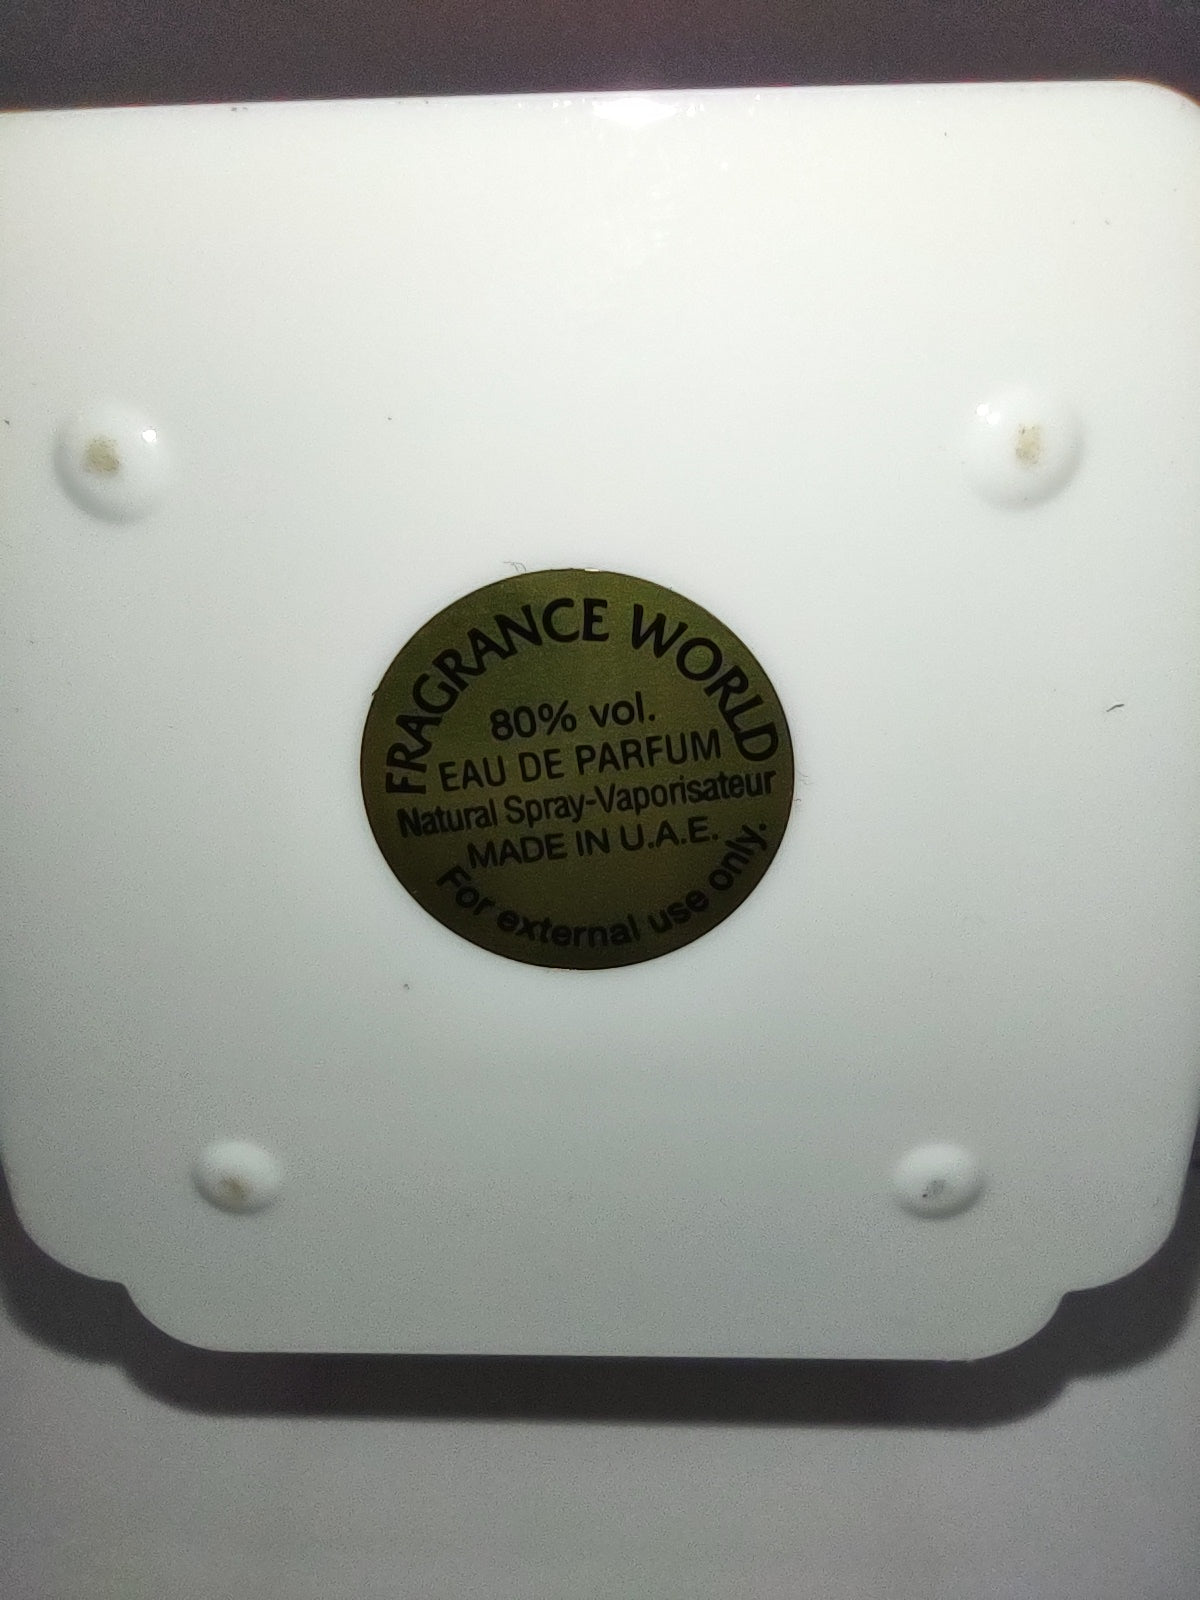 FRAGRANCE WORLD
80% vol.
EAU DE PARFUM
Natural Spray-Vaporisateur
MADE IN U.A.E.
For external use only.